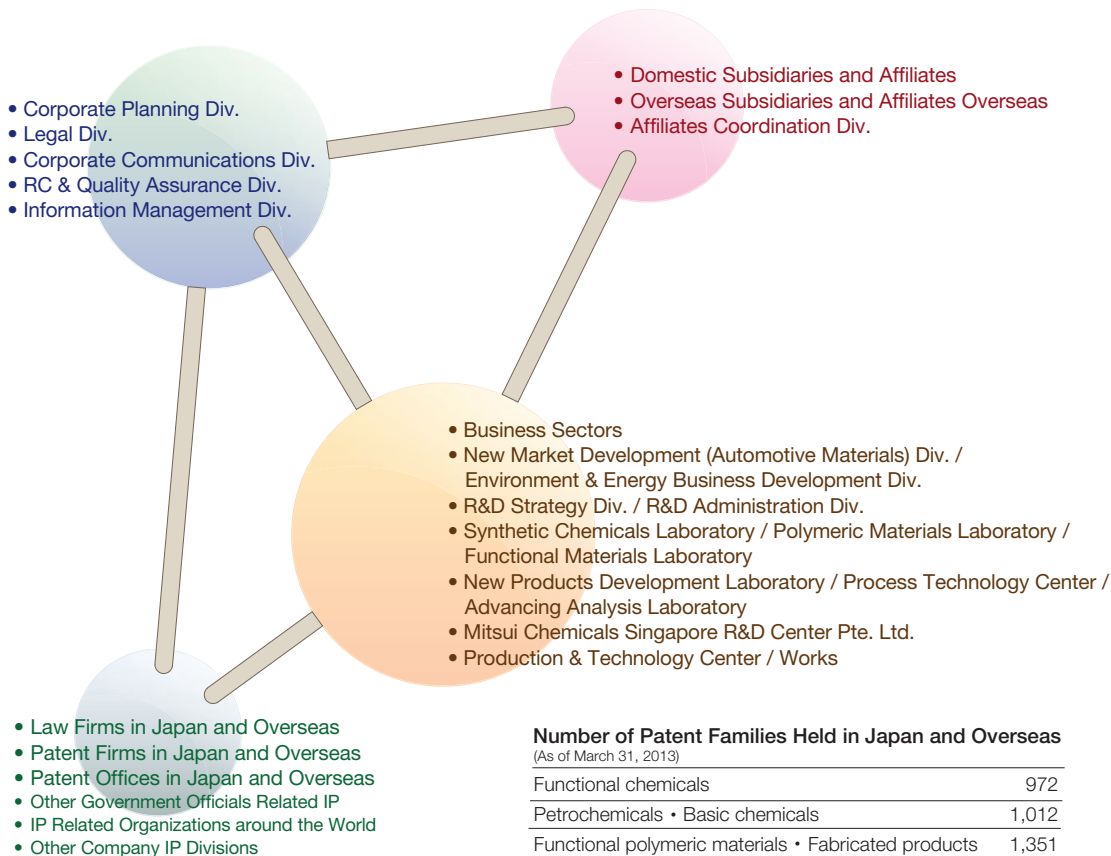 • Corporate Planning Div.
• Legal Div.
• Corporate Communications Div.
• RC & Quality Assurance Div.
• Information Management Div.
• Domestic Subsidiaries and Affiliates
• Overseas Subsidiaries and Affiliates Overseas
• Affiliates Coordination Div.
• Business Sectors
• New Market Development (Automotive Materials) Div. /
Environment & Energy Business Development Div.
• R&D Strategy Div. / R&D Administration Div.
• Synthetic Chemicals Laboratory / Polymeric Materials Laboratory /
Functional Materials Laboratory
• New Products Development Laboratory / Process Technology Center /
Advancing Analysis Laboratory
• Mitsui Chemicals Singapore R&D Center Pte. Ltd.
• Production & Technology Center / Works
• Law Firms in Japan and Overseas
• Patent Firms in Japan and Overseas
• Patent Offices in Japan and Overseas
• Other Government Officials Related IP
• IP Related Organizations around the World
• Other Company IP Divisions
Number of Patent Families Held in Japan and Overseas
(As of March 31, 2013)
Functional chemicals 972
Petrochemicals • Basic chemicals 1,012
Functional polymeric materials • Fabricated products 1,351